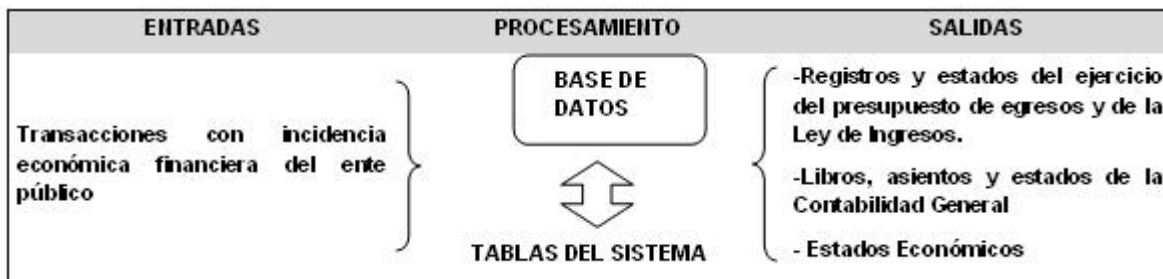 ENTRADAS
PROCESAMIENTO
SALIDAS
Transacciones con incidencia
económica financiera del ente
público
BASE DE
DATOS
TABLAS DEL SISTEMA
-Registros y estados del ejercicio
del presupuesto de egresos y de la
Ley de Ingresos.
-Libros, asientos y estados de la
Contabilidad General
- Estados Económicos